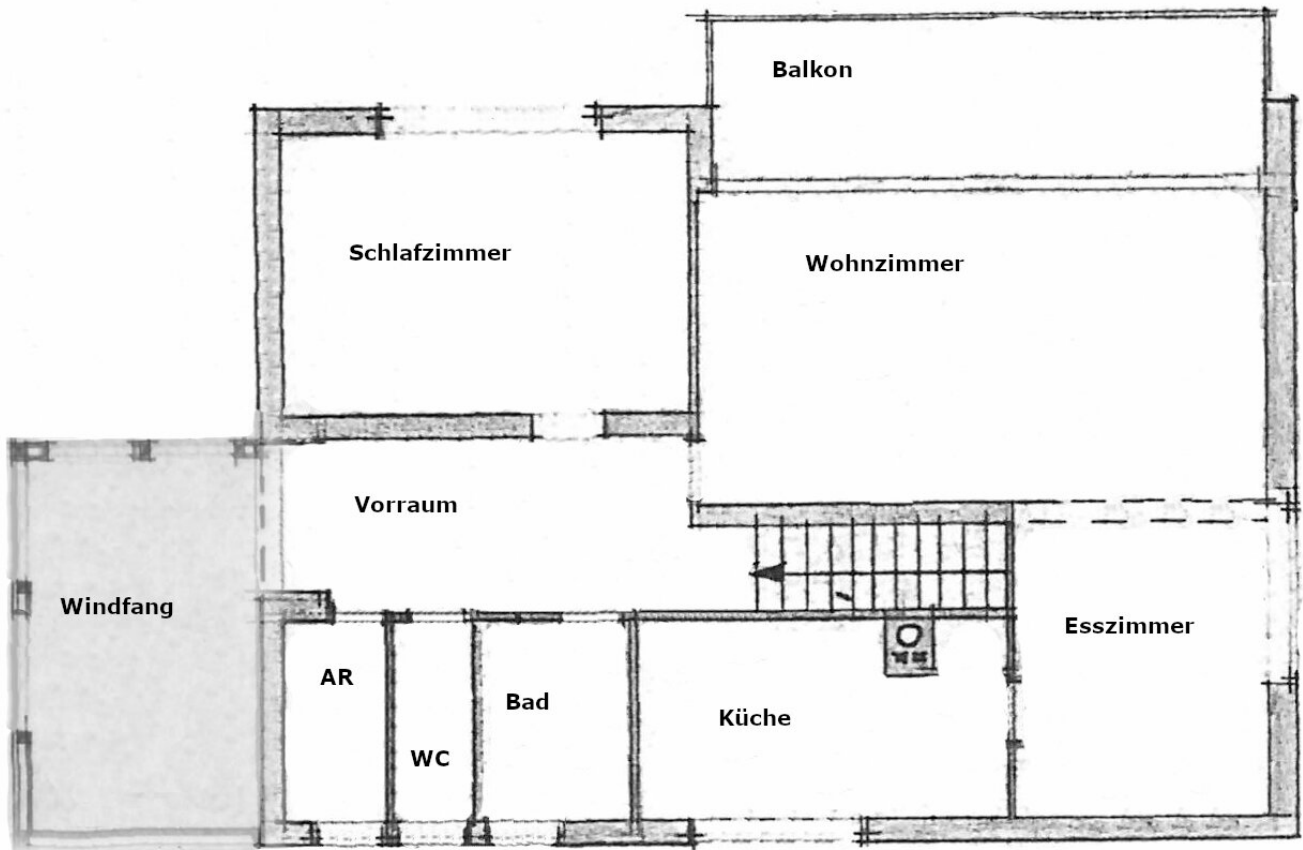 Balkon
Schlafzimmer
Wohnzimmer
Vorraum
Windfang
Esszimmer
AR
Bad
Küche
WC